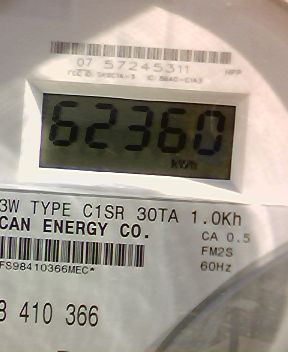 07 57245311
62360
kWh
3W TYPE C1SR 30TA 1.0Kh
CAN ENERGY CO.
CA 0.5
FM2S
60Hz
FS98410366MEC*
8 410 366